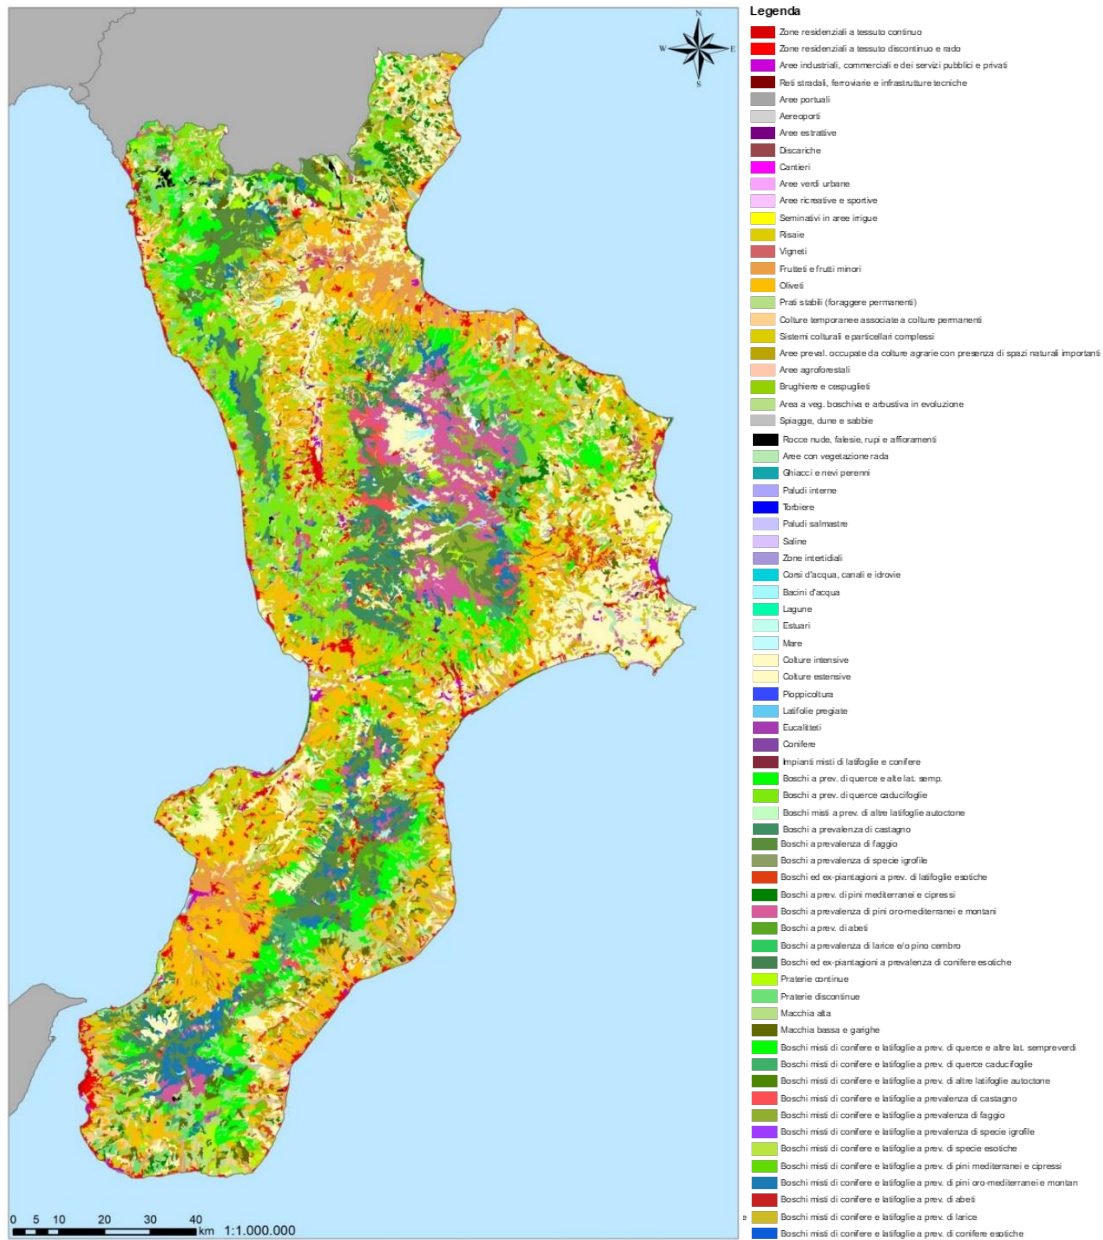 Legenda
N
W E
S
Zone residenziali a tessuto continuo
Zone residenziali a tessuto discontinuo e rado
Aree industriali, commerciali e dei servizi pubblici e privati
Reti stradali, ferroviarie e infrastrutture tecniche
Aree portuali
Aereoporti
Aree estrattive
Discariche
Cantieri
Aree verdi urbane
Aree ricreative e sportive
Seminativi in aree irrigue
Risaie
Vigneti
Frutteti e frutti minori
Oliveti
Prati stabili (foraggere permanenti)
Colture temporanee associate a colture permanenti
Sistemi colturali e particellari complessi
Aree preval. occupate da colture agrarie con presenza di spazi naturali importanti
Aree agroforestali
Brughiere e cespuglieti
Area a veg. boschiva e arbustiva in evoluzione
Spiagge, dune e sabbie
Rocce nude, falesie, rupi e affioramenti
Aree con vegetazione rada
Ghiacci e nevi perenni
Paludi interne
Torbiere
Paludi salmastre
Saline
Zone intertidiali
Corsi d'acqua, canali e idrovie
Bacini d'acqua
Lagune
Estuari
Mare
Colture intensive
Colture estensive
Pioppicoltura
Latifolie pregiate
Eucalitteti
Conifere
Impianti misti di latifoglie e conifere
Boschi a prev. di querce e alte lat. semp.
Boschi a prev. di querce caducifoglie
Boschi misti a prev. di altre latifoglie autoctone
Boschi a prevalenza di castagno
Boschi a prevalenza di faggio
Boschi a prevalenza di specie igrofile
Boschi ed ex-piantagioni a prev. di latifoglie esotiche
Boschi a prev. di pini mediterranei e cipressi
Boschi a prevalenza di pini oro-mediterranei e montani
Boschi a prev. di abeti
Boschi a prevalenza di larice e/o pino cembro
Boschi ed ex-piantagioni a prevalenza di conifere esotiche
Praterie continue
Praterie discontinue
Macchia alta
Macchia bassa e garighe
Boschi misti di conifere e latifoglie a prev. di querce e altre lat. sempreverdi
Boschi misti di conifere e latifoglie a prev. di querce caducifoglie
Boschi misti di conifere e latifoglie a prev. di altre latifoglie autoctone
Boschi misti di conifere e latifoglie a prevalenza di castagno
Boschi misti di conifere e latifoglie a prevalenza di faggio
Boschi misti di conifere e latifoglie a prevalenza di specie igrofile
Boschi misti di conifere e latifoglie a prev. di specie esotiche
Boschi misti di conifere e latifoglie a prev. di pini mediterranei e cipressi
Boschi misti di conifere e latifoglie a prev. di pini oro-mediterranei e montan
Boschi misti di conifere e latifoglie a prev. di abeti
e Boschi misti di conifere e latifoglie a prev. di larice
Boschi misti di conifere e latifoglie a prev. di conifere esotiche
0 5 10 20 30 40
km 1:1.000.000